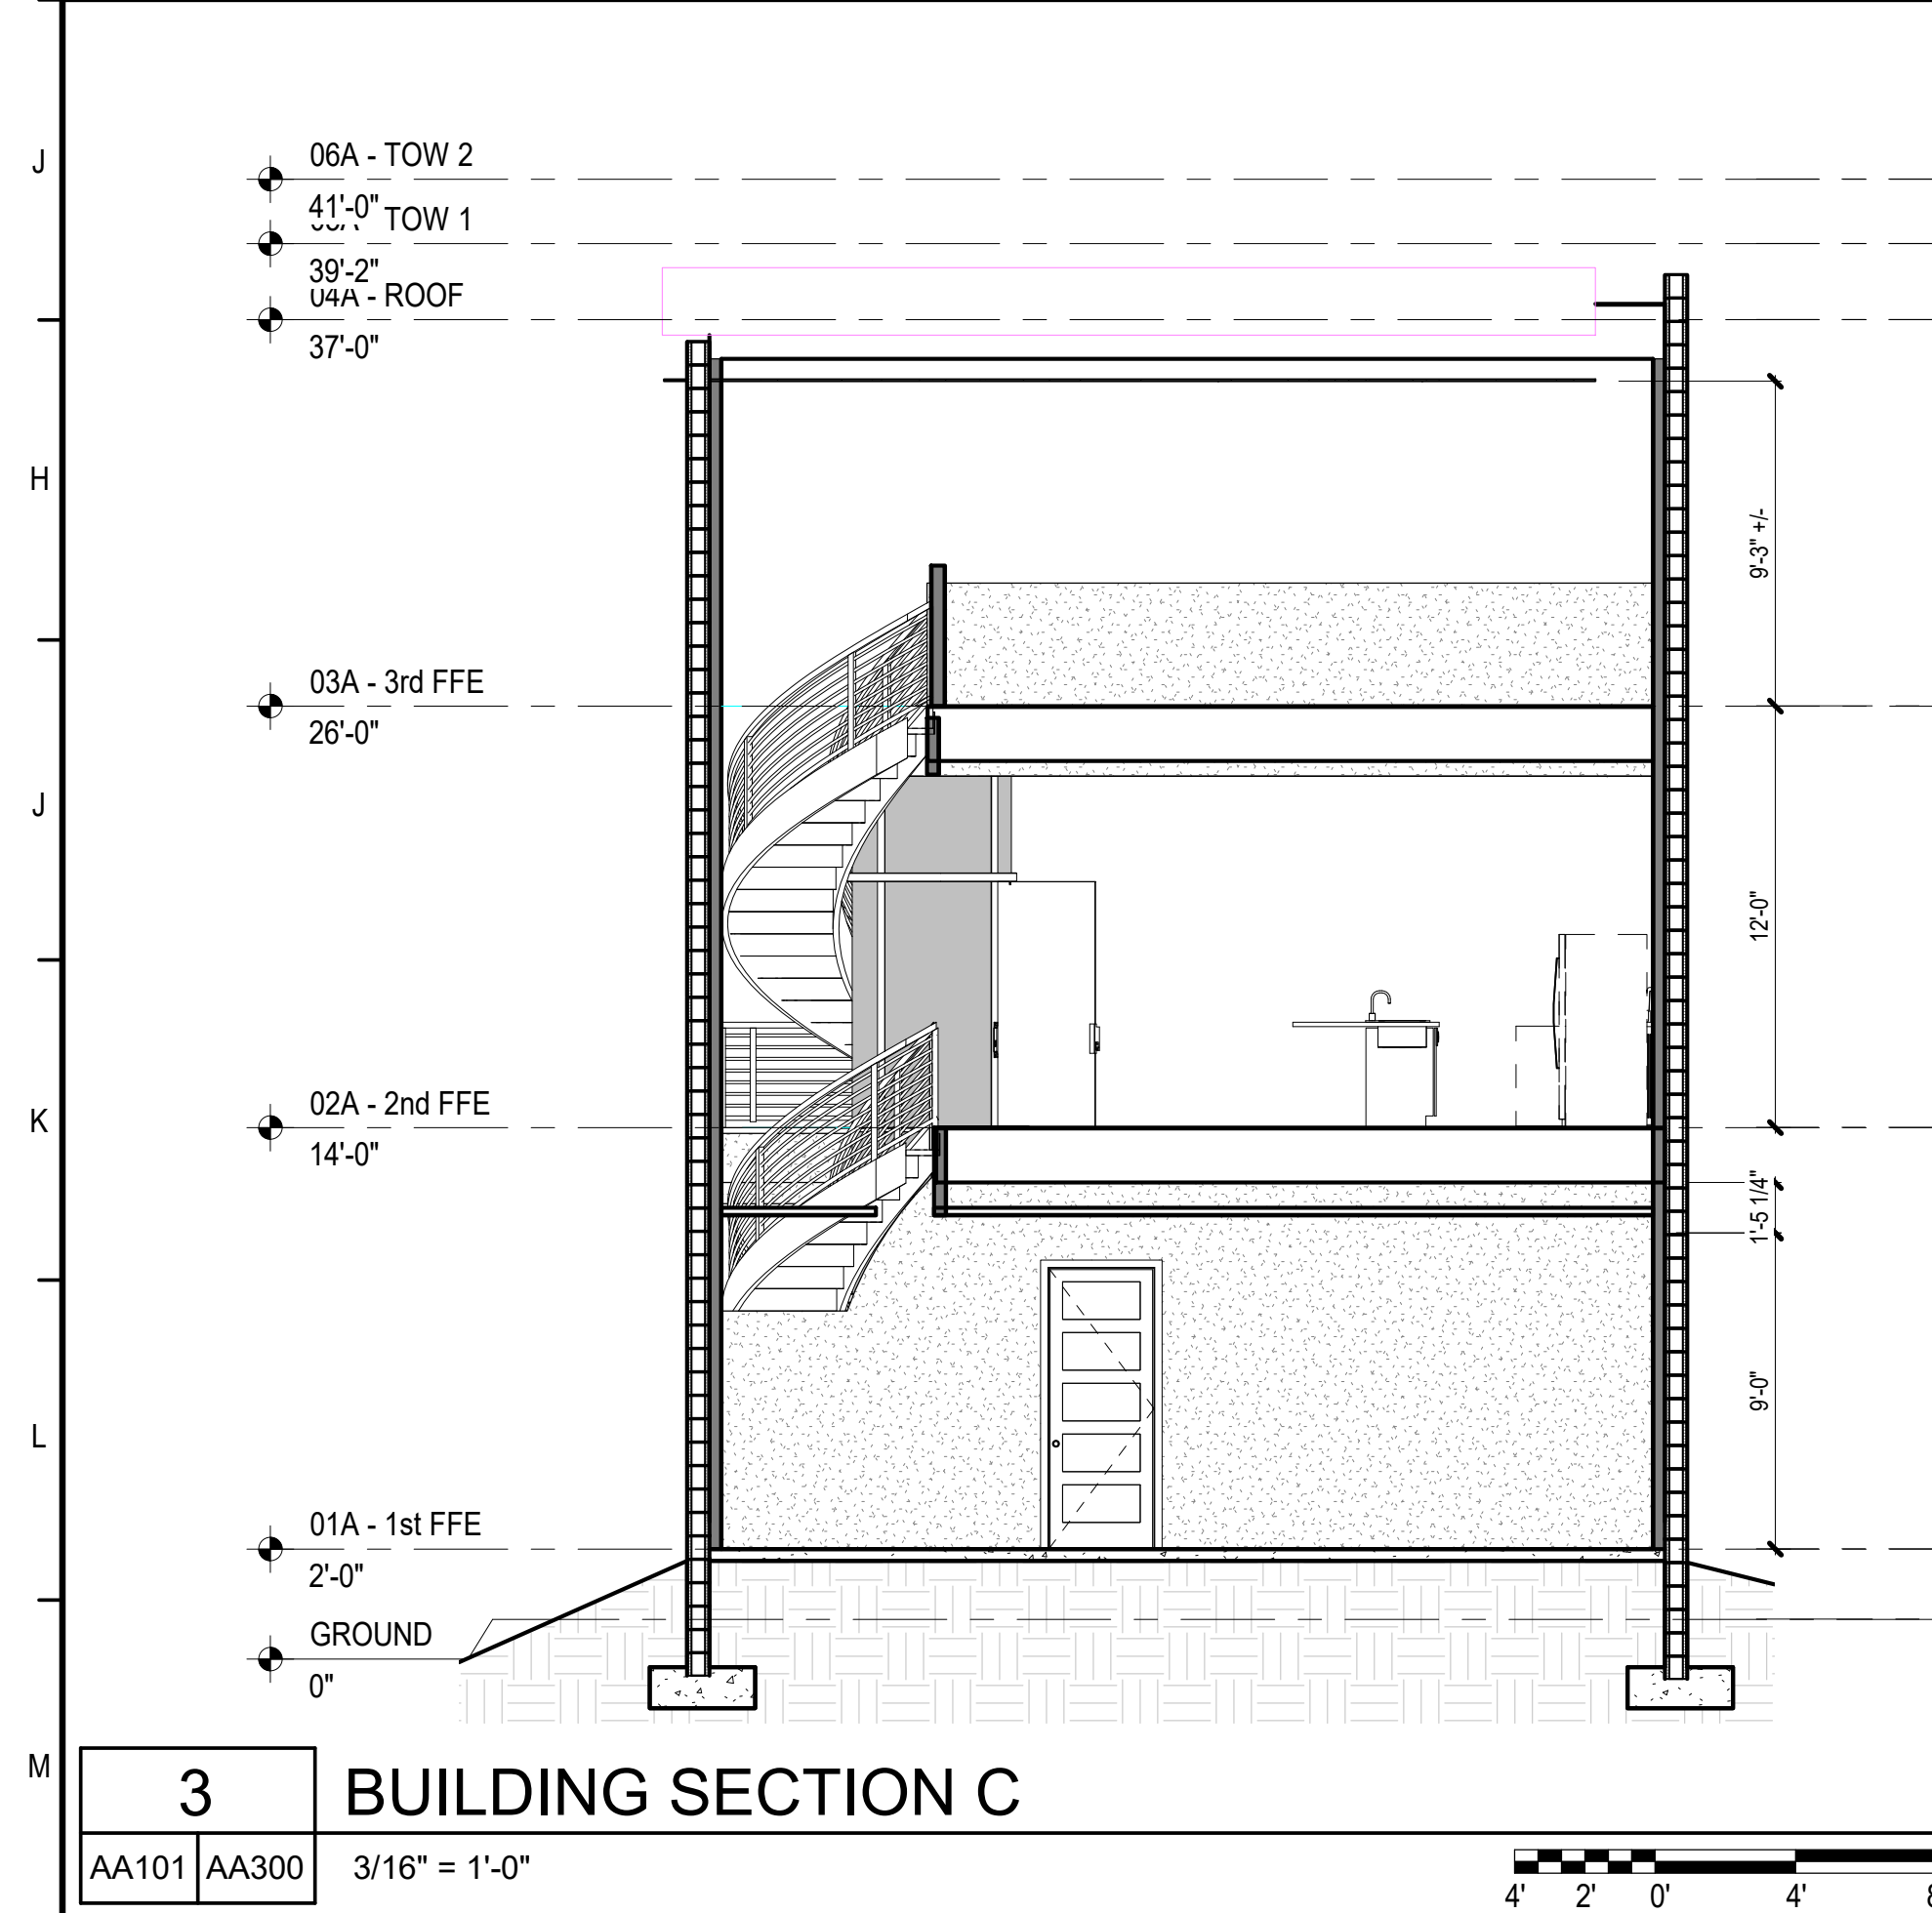 J
H
J
K
L
M
06A - TOW 2
41'-0"
TOW 1
39'-2"
04A - ROOF
37'-0"
03A - 3rd FFE
26'-0"
02A - 2nd FFE
14'-0"
01A - 1st FFE
2'-0"
GROUND
0"
9'-3" +/-
12'-0"
1'-5 1/4"
9'-0"
3
BUILDING SECTION C
AA101 AA300
3/16" = 1'-0"
4' 2' 0' 4'